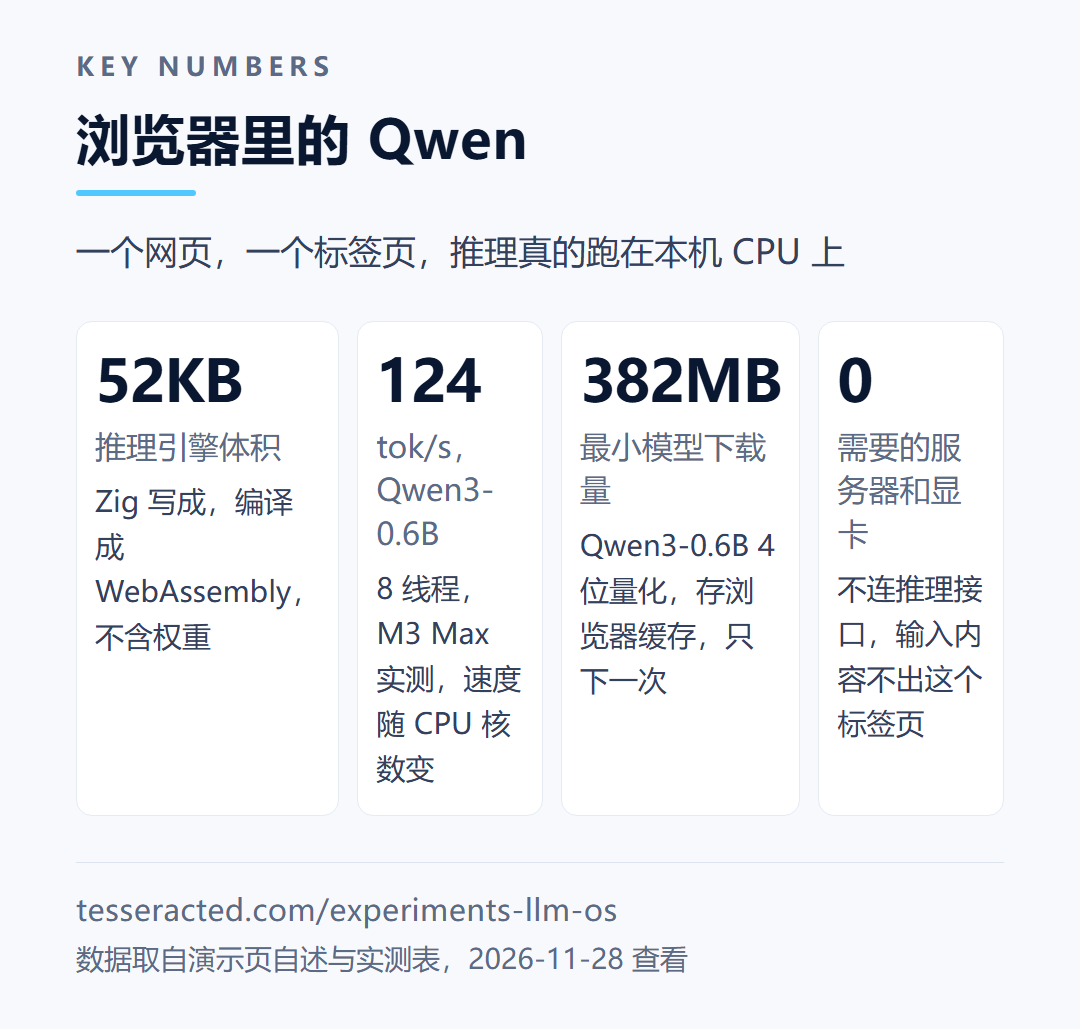 KEY NUMBERS
浏览器里的 Qwen
一个网页，一个标签页，推理真的跑在本机 CPU 上
52KB
推理引擎体积
Zig 写成，编译
成
WebAssembly，
不含权重
124
tok/s，
Qwen3-
0.6B
8 线程，
M3 Max
实测，速度
随 CPU 核
数变
382MB
最小模型下载
量
Qwen3-0.6B 4
位量化，存浏
览器缓存，只
下一次
0
需要的服
务器和显
卡
不连推理接
口，输入内
容不出这个
标签页
tesseracted.com/experiments-llm-os
数据取自演示页自述与实测表，2026-11-28 查看